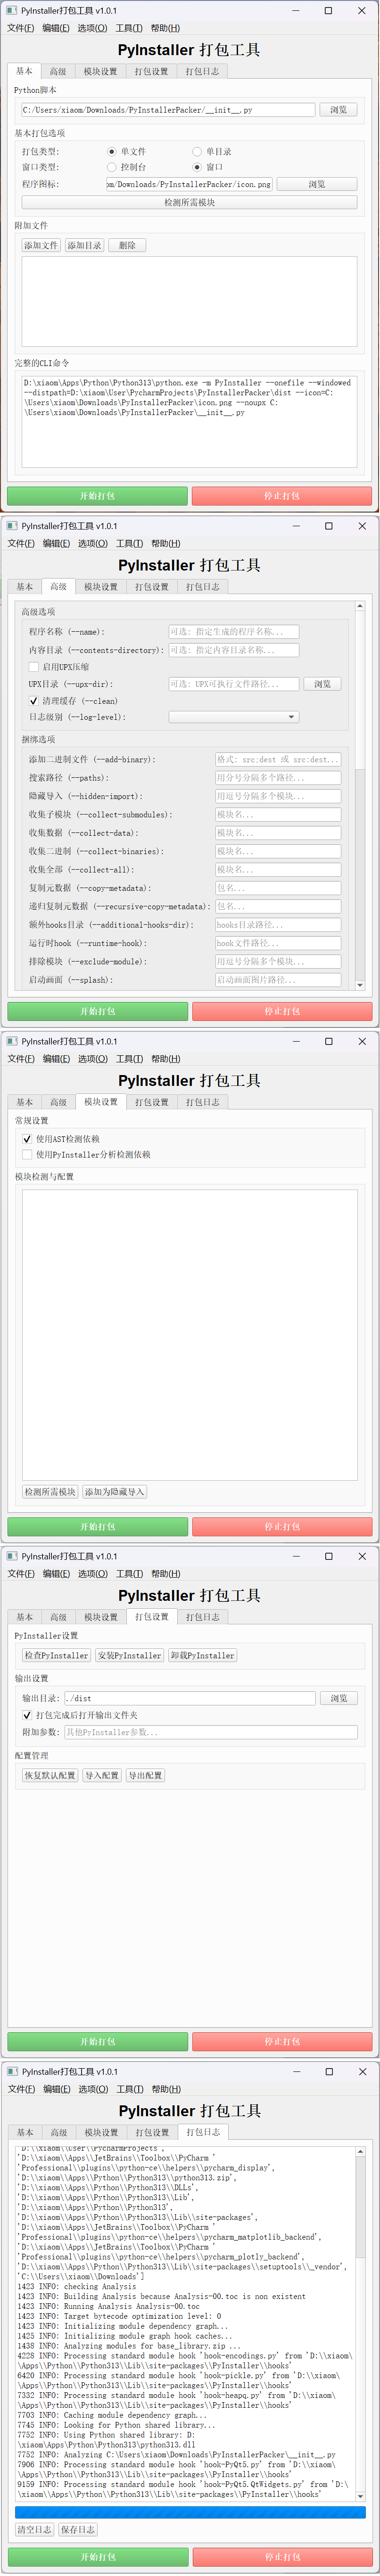 PyInstaller打包工具 v1.0.1
文件(F) 编辑(E) 选项(O) 工具(T) 帮助(H)
PyInstaller 打包工具
基本 高级 模块设置 打包设置 打包日志
Python脚本
C:/Users/xiaom/Downloads/PyInstallerPacker/__init__.py 浏览
基本打包选项
打包类型: 单文件 单目录
窗口类型: 控制台 窗口
程序图标: om/Downloads/PyInstallerPacker/icon.png 浏览
检测所需模块
附加文件
添加文件 添加目录 删除
完整的CLI命令
D:\xiaom\Apps\Python\Python313\python.exe -m PyInstaller --onefile --windowed
--distpath=D:\xiaom\User\PycharmProjects\PyInstallerPacker\dist --icon=C:
\Users\xiaom\Downloads\PyInstallerPacker\icon.png --noupx C:
\Users\xiaom\Downloads\PyInstallerPacker\__init__.py
开始打包 停止打包
PyInstaller打包工具 v1.0.1
文件(F) 编辑(E) 选项(O) 工具(T) 帮助(H)
PyInstaller 打包工具
基本 高级 模块设置 打包设置 打包日志
高级选项
程序名称 (--name): 可选: 指定生成的程序名称...
内容目录 (--contents-directory): 可选: 指定内容目录名称...
启用UPX压缩
UPX目录 (--upx-dir): 可选: UPX可执行文件路径... 浏览
清理缓存 (--clean)
日志级别 (--log-level):
捆绑选项
添加二进制文件 (--add-binary): 格式: src;dest 或 src:dest...
搜索路径 (--paths): 用分号分隔多个路径...
隐藏导入 (--hidden-import): 用逗号分隔多个模块...
收集子模块 (--collect-submodules): 模块名...
收集数据 (--collect-data): 模块名...
收集二进制 (--collect-binaries): 模块名...
收集全部 (--collect-all): 模块名...
复制元数据 (--copy-metadata): 包名...
递归复制元数据 (--recursive-copy-metadata): 包名...
额外hooks目录 (--additional-hooks-dir): hooks目录路径...
运行时hook (--runtime-hook): hook文件路径...
排除模块 (--exclude-module): 用逗号分隔多个模块...
启动画面 (--splash): 启动画面图片路径...
开始打包 停止打包
PyInstaller打包工具 v1.0.1
文件(F) 编辑(E) 选项(O) 工具(T) 帮助(H)
PyInstaller 打包工具
基本 高级 模块设置 打包设置 打包日志
常规设置
使用AST检测依赖
使用PyInstaller分析检测依赖
模块检测与配置
检测所需模块 添加为隐藏导入
开始打包 停止打包
PyInstaller打包工具 v1.0.1
文件(F) 编辑(E) 选项(O) 工具(T) 帮助(H)
PyInstaller 打包工具
基本 高级 模块设置 打包设置 打包日志
PyInstaller设置
检查PyInstaller 安装PyInstaller 卸载PyInstaller
输出设置
输出目录: ./dist 浏览
打包完成后打开输出文件夹
附加参数: 其他PyInstaller参数...
配置管理
恢复默认配置 导入配置 导出配置
开始打包 停止打包
PyInstaller打包工具 v1.0.1
文件(F) 编辑(E) 选项(O) 工具(T) 帮助(H)
PyInstaller 打包工具
基本 高级 模块设置 打包设置 打包日志
'D:\\xiaom\\User\\PycharmProjects',
'D:\\xiaom\\Apps\\JetBrains\\Toolbox\\PyCharm '
'Professional\\plugins\\python-ce\\helpers\\pycharm_display',
'D:\\xiaom\\Apps\\Python\\Python313\\python313.zip',
'D:\\xiaom\\Apps\\Python\\Python313\\DLLs',
'D:\\xiaom\\Apps\\Python\\Python313\\Lib',
'D:\\xiaom\\Apps\\Python\\Python313',
'D:\\xiaom\\Apps\\Python\\Python313\\Lib\\site-packages',
'D:\\xiaom\\Apps\\JetBrains\\Toolbox\\PyCharm '
'Professional\\plugins\\python-ce\\helpers\\pycharm_matplotlib_backend',
'D:\\xiaom\\Apps\\JetBrains\\Toolbox\\PyCharm '
'Professional\\plugins\\python-ce\\helpers\\pycharm_plotly_backend',
'D:\\xiaom\\Apps\\Python\\Python313\\Lib\\site-packages\\setuptools\\_vendor',
'C:\\Users\\xiaom\\Downloads']
1423 INFO: checking Analysis
1423 INFO: Building Analysis because Analysis-00.toc is non existent
1423 INFO: Running Analysis Analysis-00.toc
1423 INFO: Target bytecode optimization level: 0
1423 INFO: Initializing module dependency graph...
1425 INFO: Initializing module graph hook caches...
1438 INFO: Analyzing modules for base_library.zip ...
4228 INFO: Processing standard module hook 'hook-encodings.py' from 'D:\\xiaom\
\Apps\\Python\\Python313\\Lib\\site-packages\\PyInstaller\\hooks'
6420 INFO: Processing standard module hook 'hook-pickle.py' from 'D:\\xiaom\
\Apps\\Python\\Python313\\Lib\\site-packages\\PyInstaller\\hooks'
7332 INFO: Processing standard module hook 'hook-heapq.py' from 'D:\\xiaom\
\Apps\\Python\\Python313\\Lib\\site-packages\\PyInstaller\\hooks'
7703 INFO: Caching module dependency graph...
7745 INFO: Looking for Python shared library...
7752 INFO: Using Python shared library: D:
\xiaom\Apps\Python\Python313\python313.dll
7752 INFO: Analyzing C:\Users\xiaom\Downloads\PyInstallerPacker\__init__.py
7906 INFO: Processing standard module hook 'hook-PyQt5.py' from 'D:\\xiaom\
\Apps\\Python\\Python313\\Lib\\site-packages\\PyInstaller\\hooks'
9159 INFO: Processing standard module hook 'hook-PyQt5.QtWidgets.py' from 'D:\
\xiaom\\Apps\\Python\\Python313\\Lib\\site-packages\\PyInstaller\\hooks'
清空日志 保存日志
开始打包 停止打包